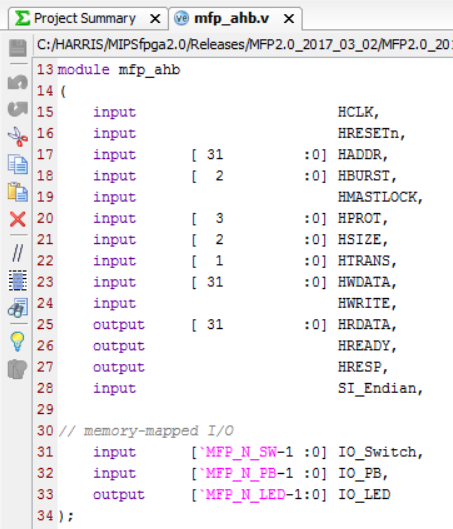 Project Summary × mfp_ahb.v ×
C:/HARRIS/MIPSfpga2.0/Releases/MFP2.0_2017_03_02/MFP2.0_201
13 module mfp_ahb
14 (
15 input HCLK,
16 input HRESETn,
17 input [ 31 :0] HADDR,
18 input [ 2 :0] HBURST,
19 input HMASTLOCK,
20 input [ 3 :0] HPROT,
21 input [ 2 :0] HSIZE,
22 input [ 1 :0] HTRANS,
23 input [ 31 :0] HWDATA,
24 input HWRITE,
25 output [ 31 :0] HRDATA,
26 output HREADY,
27 output HRESP,
28 input SI_Endian,
29
30 // memory-mapped I/O
31 input [`MFP_N_SW-1 :0] IO_Switch,
32 input [`MFP_N_PB-1 :0] IO_PB,
33 output [`MFP_N_LED-1:0] IO_LED
34 );